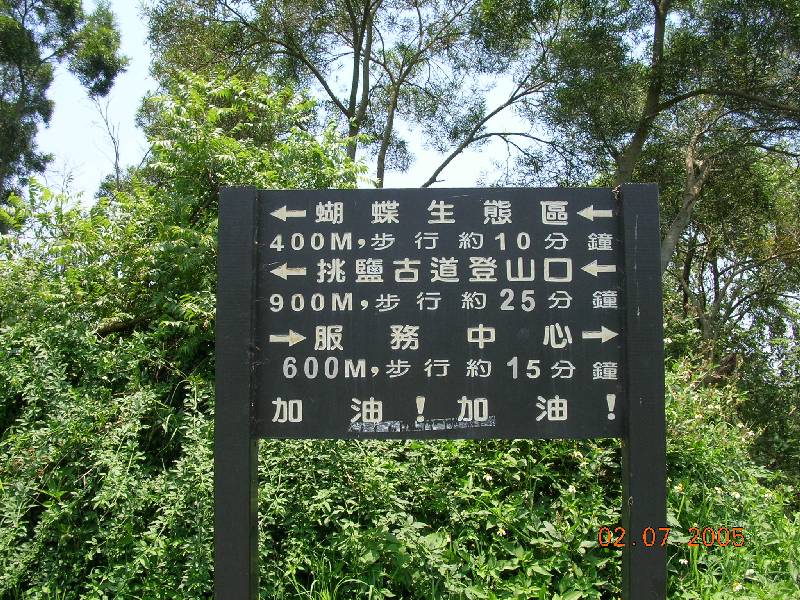 ← 蝴蝶生態區 ←
400M,步行約10分鐘
← 挑鹽古道登山口 ←
900M,步行約25分鐘
→ 服務中心 →
600M,步行約15分鐘
加油!加油!
02.07.2005